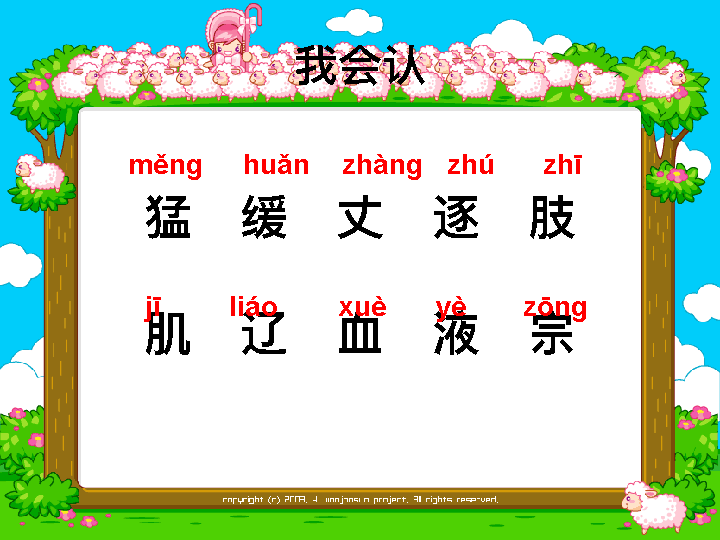 我会认
měng huǎn zhàng zhú zhī
猛 缓 丈 逐 肢
jī liáo xuè yè zōng
肌 辽 血 液 宗
copyright (c) 2003. project. All rights reserved.